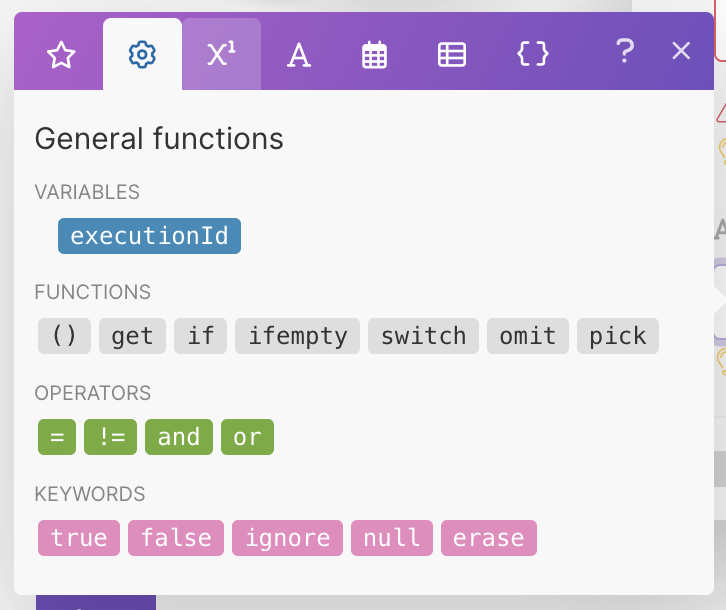 X¹ A { } ? ×
General functions
VARIABLES
executionId
FUNCTIONS
() get if ifempty switch omit pick
OPERATORS
= != and or
KEYWORDS
true false ignore null erase